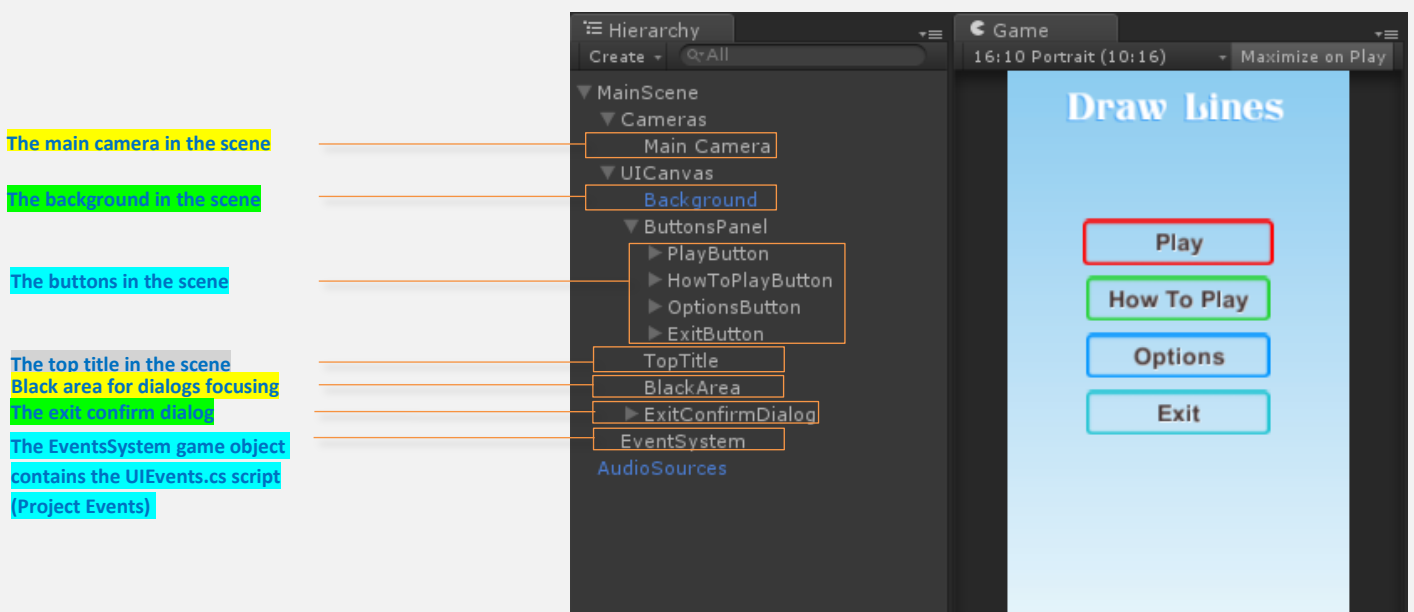 The main camera in the scene
The background in the scene
The buttons in the scene
The top title in the scene
Black area for dialogs focusing
The exit confirm dialog
The EventsSystem game object
contains the UIEvents.cs script
(Project Events)
Hierarchy
Create
All
MainScene
Cameras
Main Camera
UICanvas
Background
ButtonsPanel
PlayButton
HowToPlayButton
OptionsButton
ExitButton
TopTitle
BlackArea
ExitConfirmDialog
EventSystem
AudioSources
Game
16:10 Portrait (10:16) Maximize on Play
Draw Lines
Play
How To Play
Options
Exit